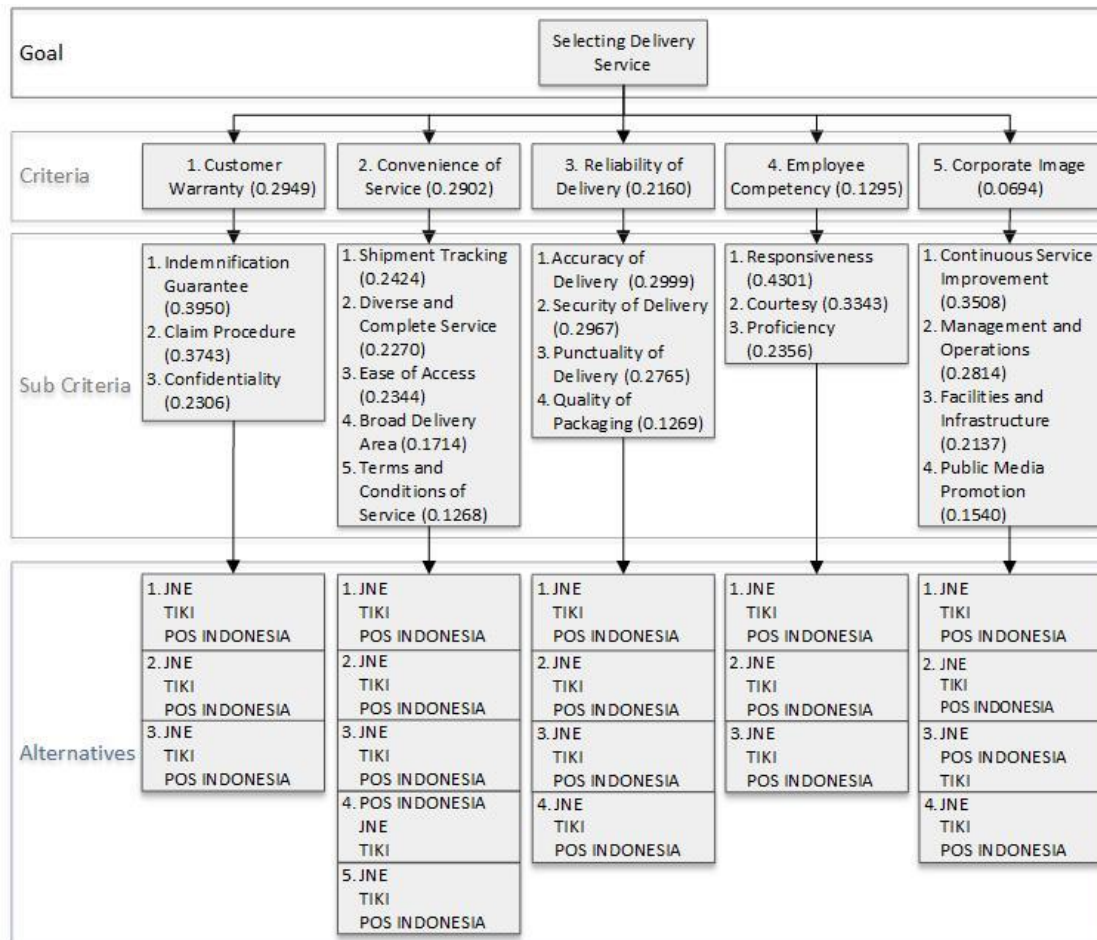 Goal
Selecting Delivery
Service
Criteria
1. Customer
Warranty (0.2949)
2. Convenience of
Service (0.2902)
3. Reliability of
Delivery (0.2160)
4. Employee
Competency (0.1295)
5. Corporate Image
(0.0694)
Sub Criteria
1. Indemnification
Guarantee
(0.3950)
2. Claim Procedure
(0.3743)
3. Confidentiality
(0.2306)
1. Shipment Tracking
(0.2424)
2. Diverse and
Complete Service
(0.2270)
3. Ease of Access
(0.2344)
4. Broad Delivery
Area (0.1714)
5. Terms and
Conditions of
Service (0.1268)
1. Accuracy of
Delivery (0.2999)
2. Security of Delivery
(0.2967)
3. Punctuality of
Delivery (0.2765)
4. Quality of
Packaging (0.1269)
1. Responsiveness
(0.4301)
2. Courtesy (0.3343)
3. Proficiency
(0.2356)
1. Continuous Service
Improvement
(0.3508)
2. Management and
Operations
(0.2814)
3. Facilities and
Infrastructure
(0.2137)
4. Public Media
Promotion
(0.1540)
Alternatives
1. JNE
TIKI
POS INDONESIA
2. JNE
TIKI
POS INDONESIA
3. JNE
TIKI
POS INDONESIA
1. JNE
TIKI
POS INDONESIA
2. JNE
TIKI
POS INDONESIA
3. JNE
TIKI
POS INDONESIA
4. POS INDONESIA
JNE
TIKI
5. JNE
TIKI
POS INDONESIA
1. JNE
TIKI
POS INDONESIA
2. JNE
TIKI
POS INDONESIA
3. JNE
TIKI
POS INDONESIA
4. JNE
TIKI
POS INDONESIA
1. JNE
TIKI
POS INDONESIA
2. JNE
TIKI
POS INDONESIA
3. JNE
TIKI
POS INDONESIA
1. JNE
TIKI
POS INDONESIA
2. JNE
TIKI
POS INDONESIA
3. JNE
POS INDONESIA
TIKI
4. JNE
TIKI
POS INDONESIA